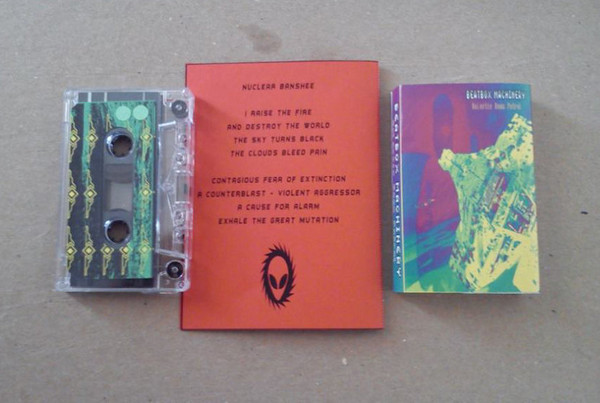 NUCLEAR BANSHEE
I RAISE THE FIRE
AND DESTROY THE WORLD
THE SKY TURNS BLACK
THE CLOUDS BLEED PAIN
CONTAGIOUS FEAR OF EXTINCTION
A COUNTERBLAST - VIOLENT AGGRESSOR
A CAUSE FOR ALARM
EXHALE THE GREAT MUTATION
BEATBOX MACHINERY
BEATBOX MACHINERY